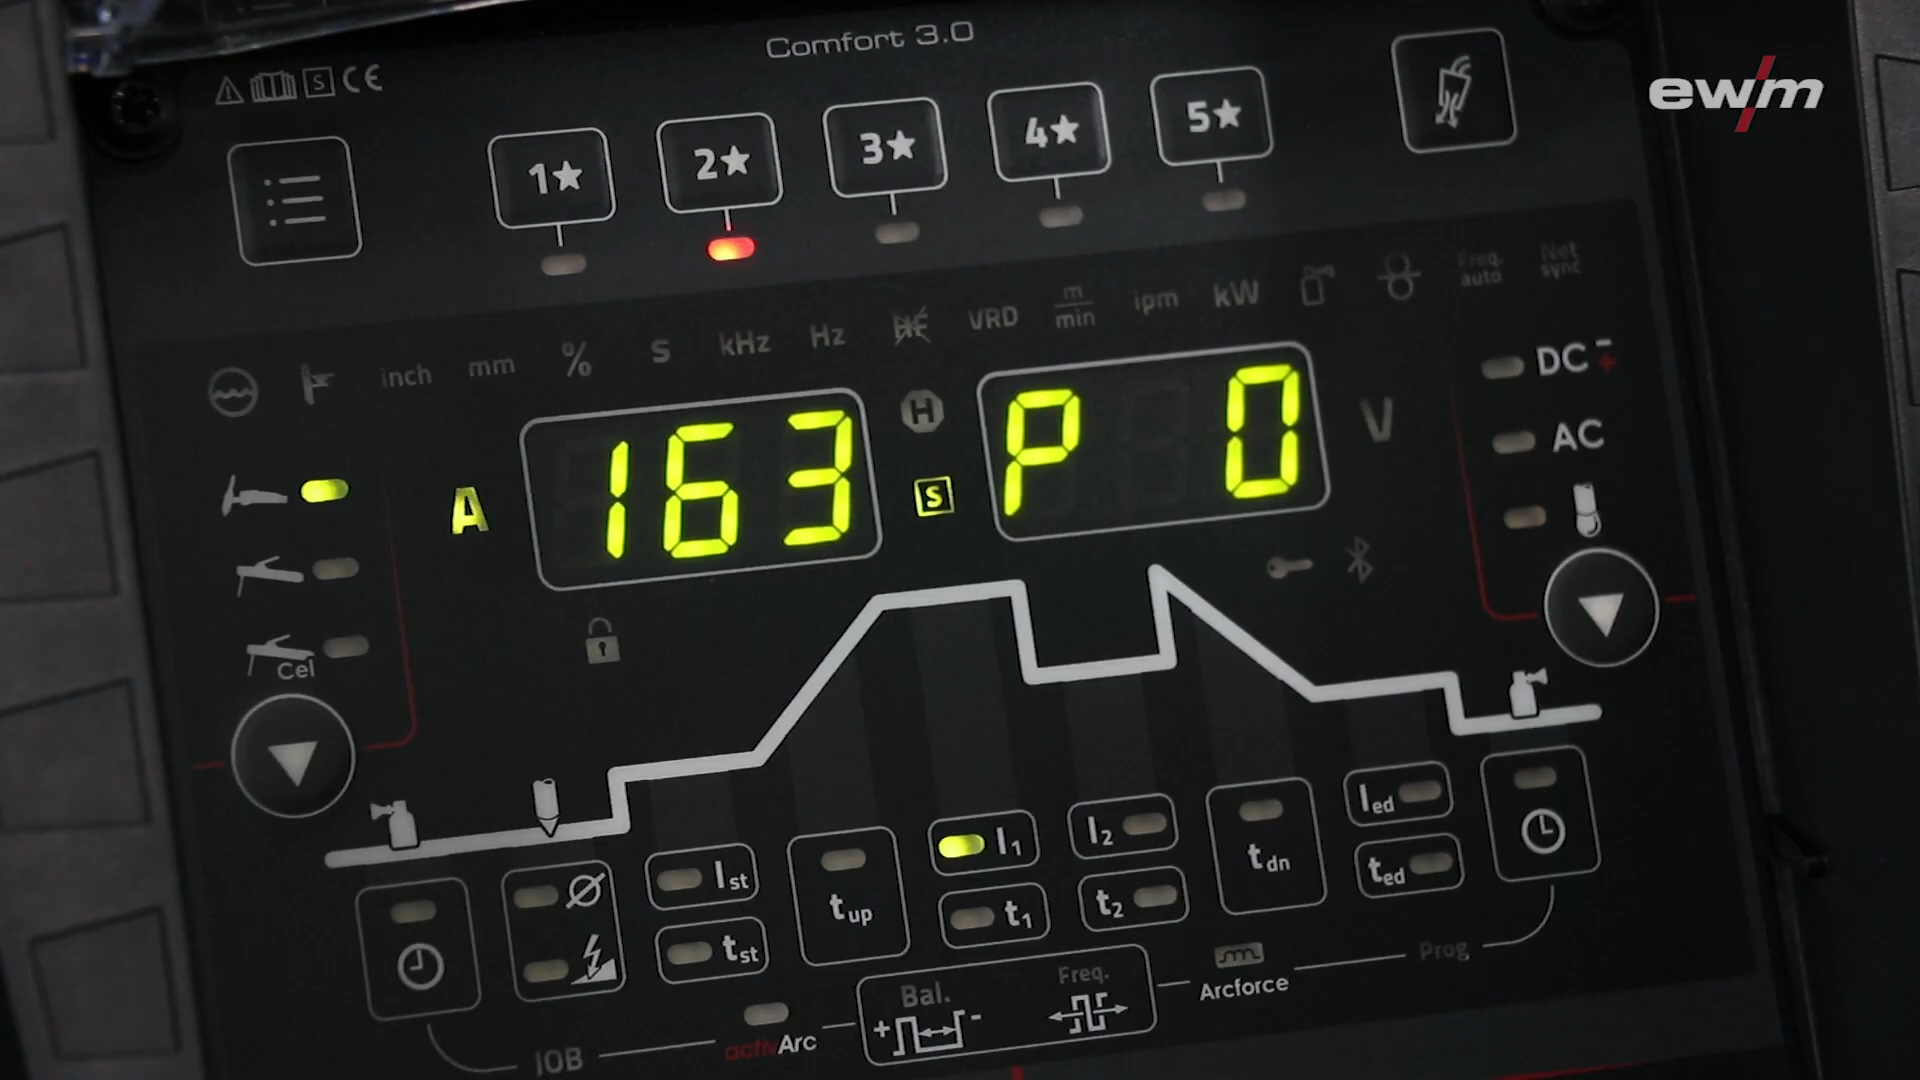 Comfort 3.0
ewm
S CE
1★ 2★ 3★ 4★ 5★
inch mm % S kHz Hz VRD m/min ipm kW Freq. auto Net sync
A 163 H S P 0 V
DC - +
AC
Cel
Ist
tst
tup
I1
t1
I2
t2
tdn
Ied
ted
JOB
activArc
Bal.
+ -
Freq.
Arcforce
Prog